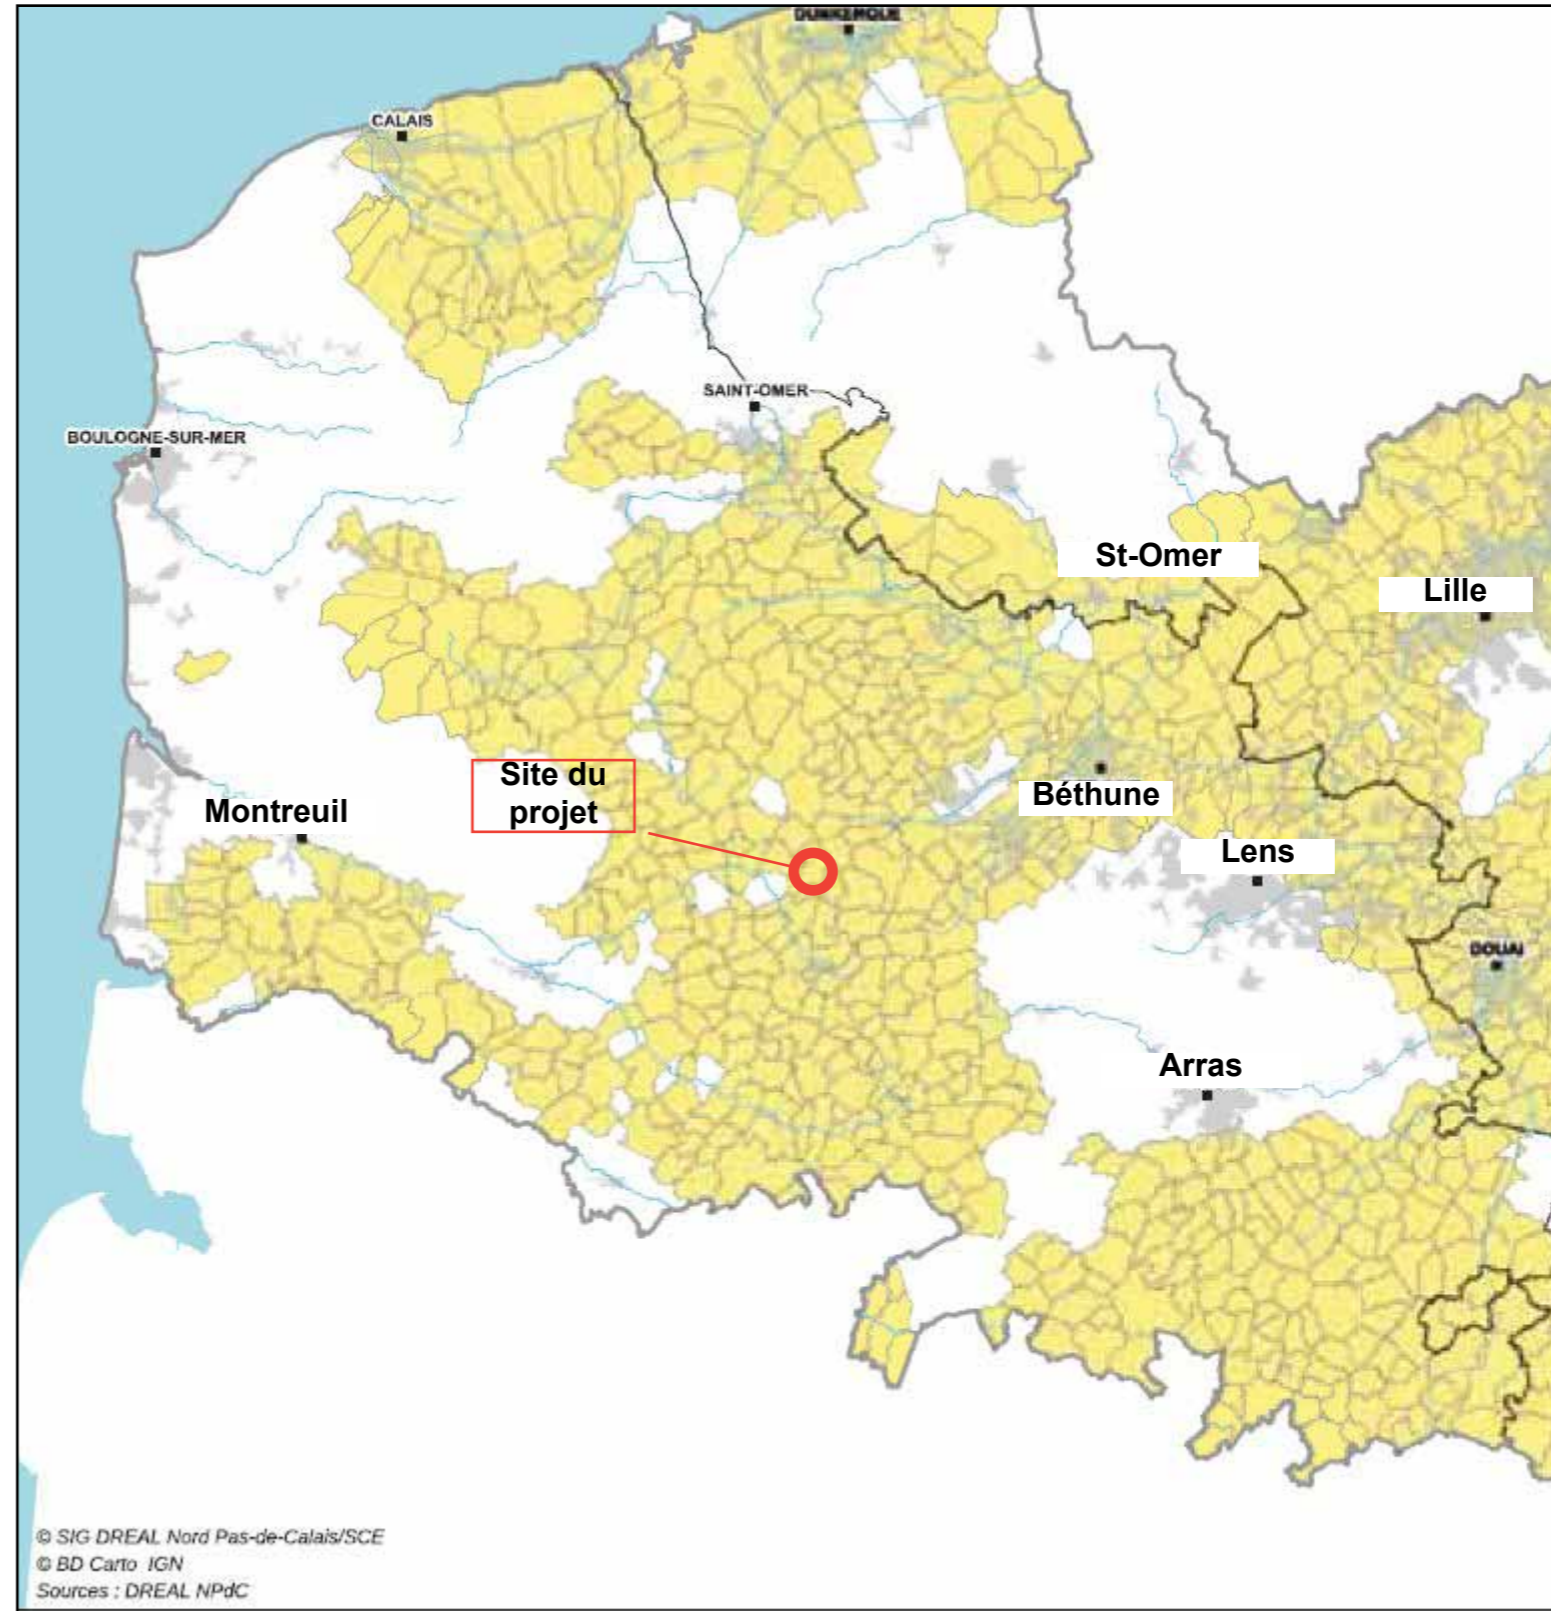 DUNKERQUE
CALAIS
SAINT-OMER
BOULOGNE-SUR-MER
St-Omer
Lille
Site du
projet
Montreuil
Béthune
Lens
DOUAI
Arras
© SIG DREAL Nord Pas-de-Calais/SCE
© BD Carto IGN
Sources : DREAL NPdC